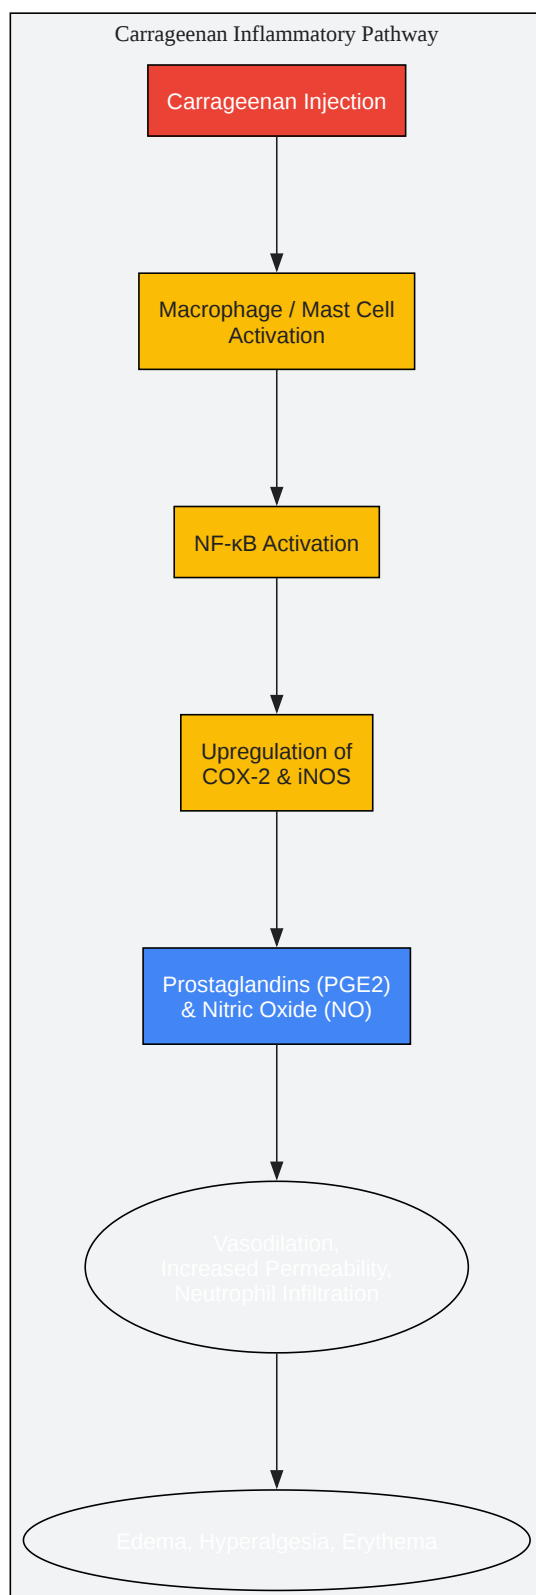 Carrageenan Inflammatory Pathway
Carrageenan Injection
Macrophage / Mast Cell
Activation
NF-κB Activation
Upregulation of
COX-2 & iNOS
Prostaglandins (PGE2)
& Nitric Oxide (NO)
Vasodilation,
Increased Permeability,
Neutrophil Infiltration
Edema, Hyperalgesia, Erythema